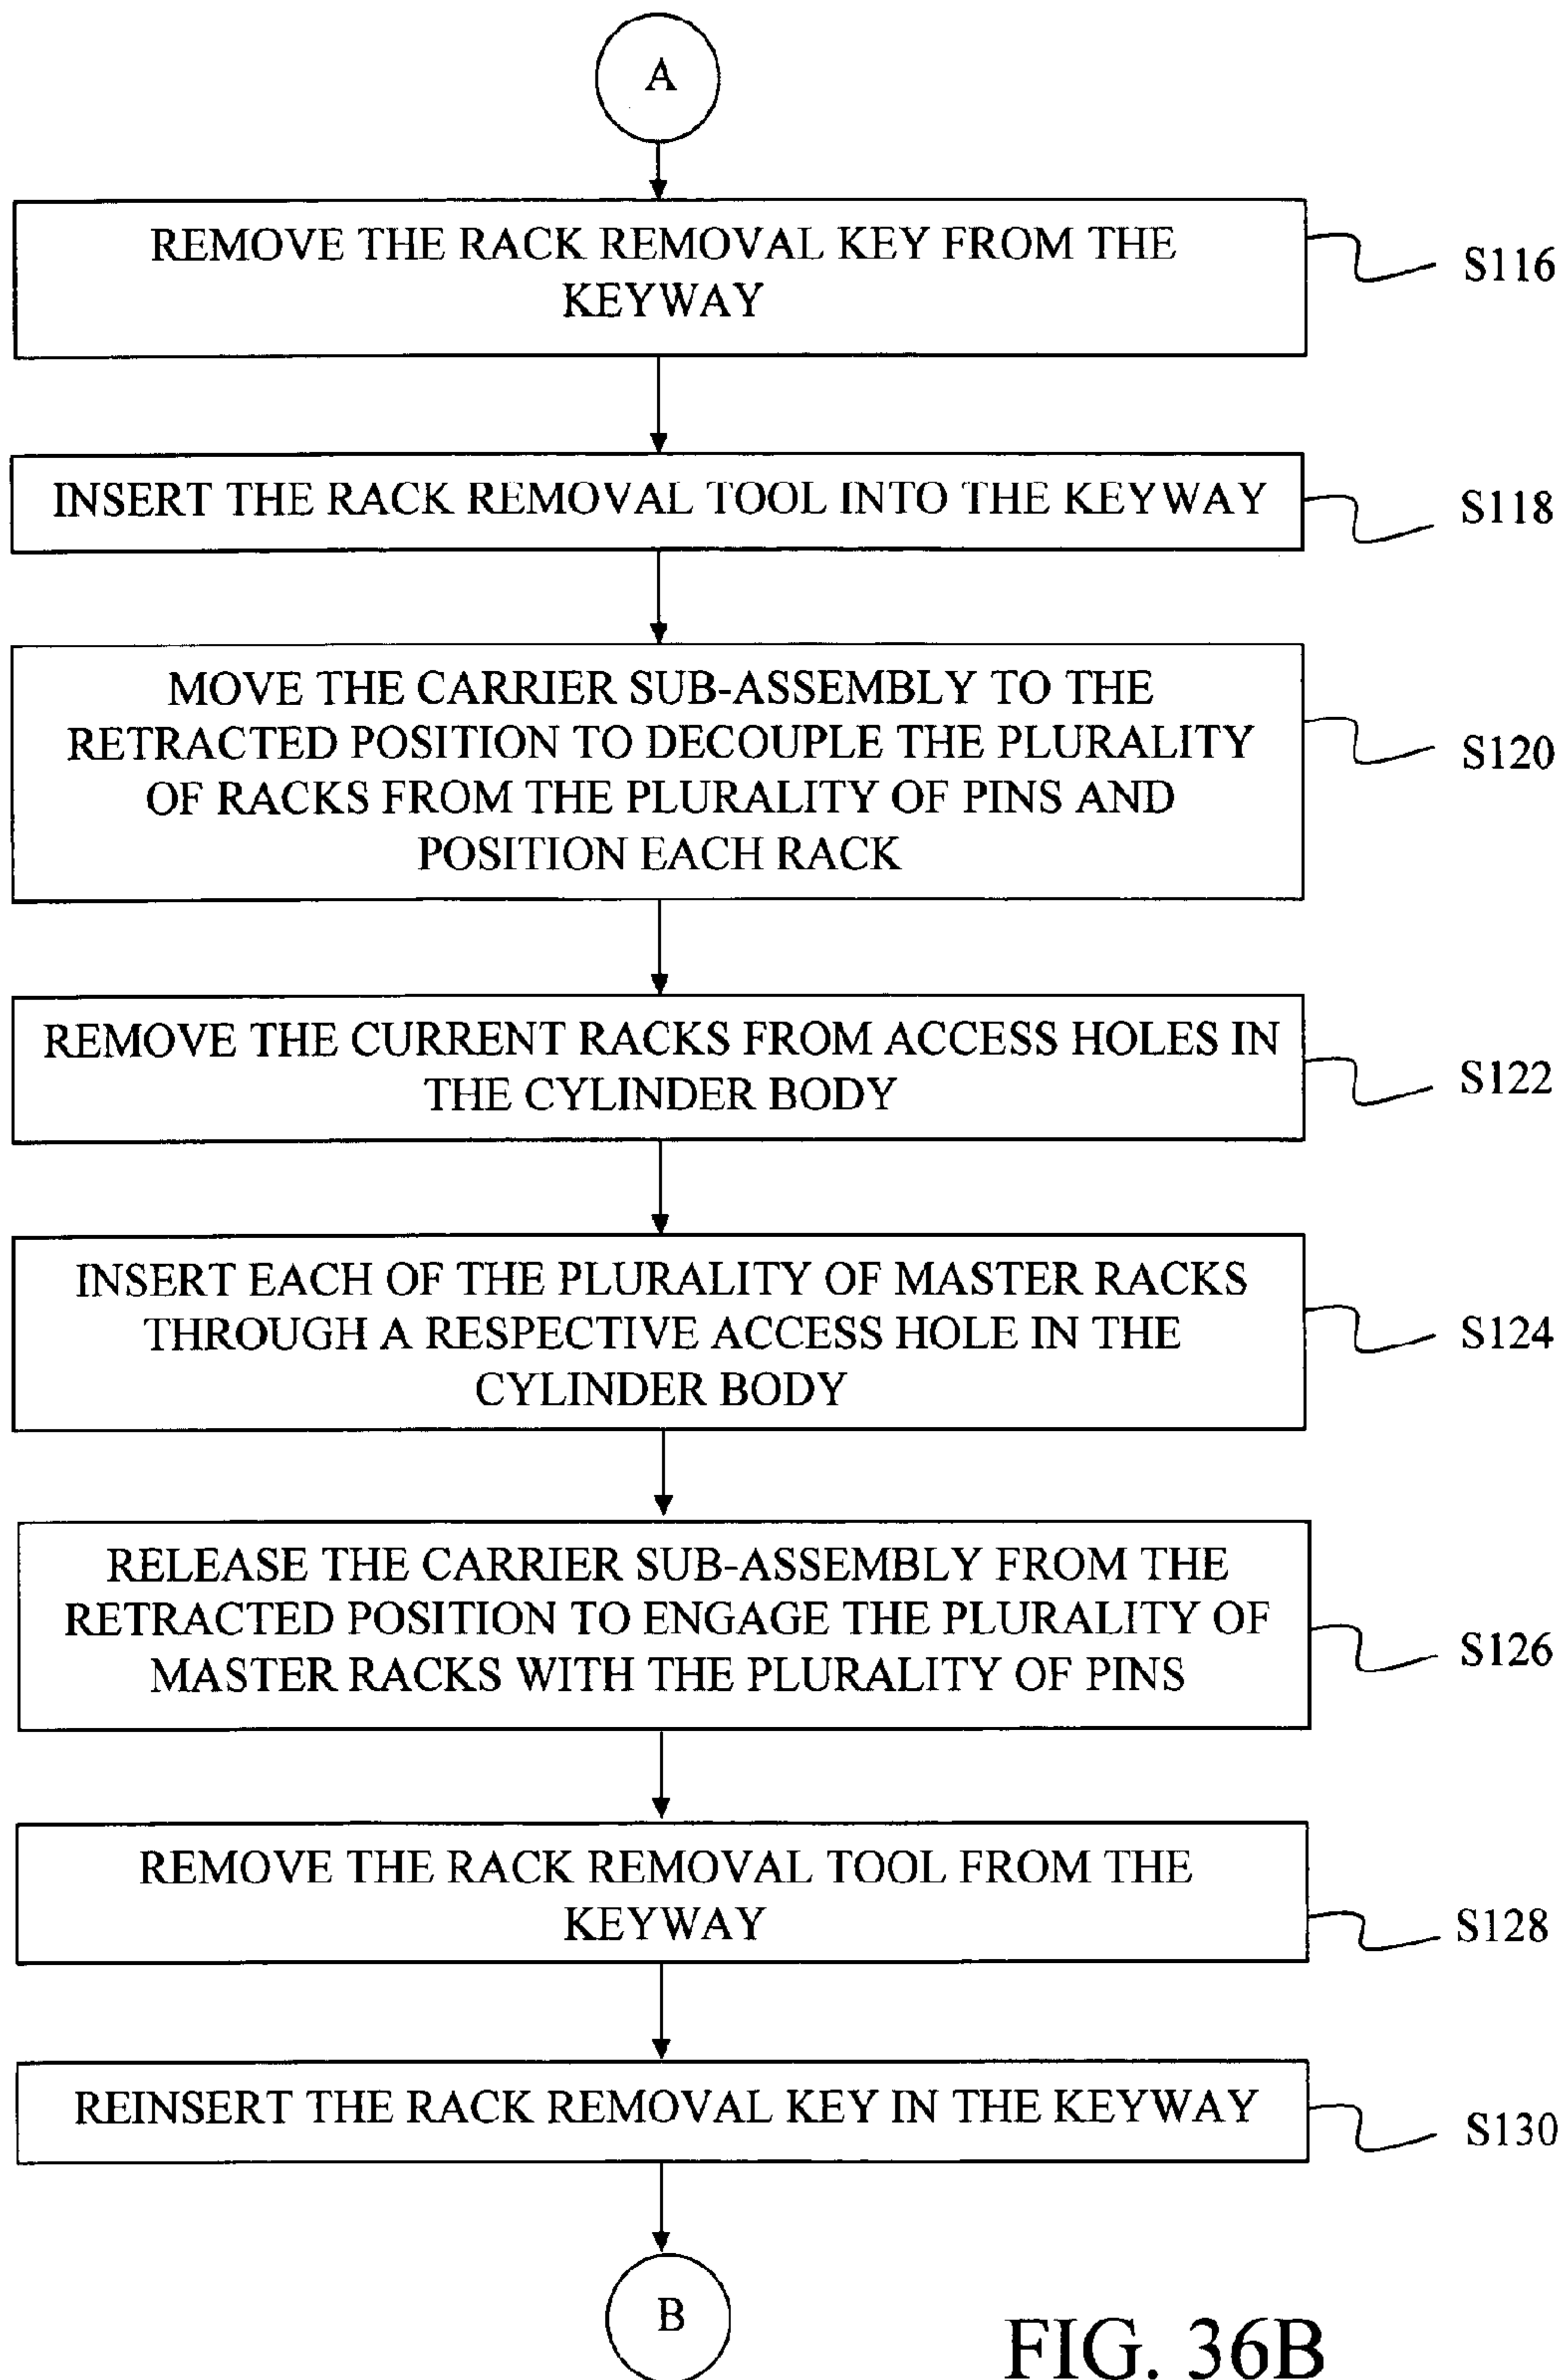 A
REMOVE THE RACK REMOVAL KEY FROM THE
KEYWAY
S116
INSERT THE RACK REMOVAL TOOL INTO THE KEYWAY
S118
MOVE THE CARRIER SUB-ASSEMBLY TO THE
RETRACTED POSITION TO DECOUPLE THE PLURALITY
OF RACKS FROM THE PLURALITY OF PINS AND
POSITION EACH RACK
S120
REMOVE THE CURRENT RACKS FROM ACCESS HOLES IN
THE CYLINDER BODY
S122
INSERT EACH OF THE PLURALITY OF MASTER RACKS
THROUGH A RESPECTIVE ACCESS HOLE IN THE
CYLINDER BODY
S124
RELEASE THE CARRIER SUB-ASSEMBLY FROM THE
RETRACTED POSITION TO ENGAGE THE PLURALITY OF
MASTER RACKS WITH THE PLURALITY OF PINS
S126
REMOVE THE RACK REMOVAL TOOL FROM THE
KEYWAY
S128
REINSERT THE RACK REMOVAL KEY IN THE KEYWAY
S130
B
FIG. 36B